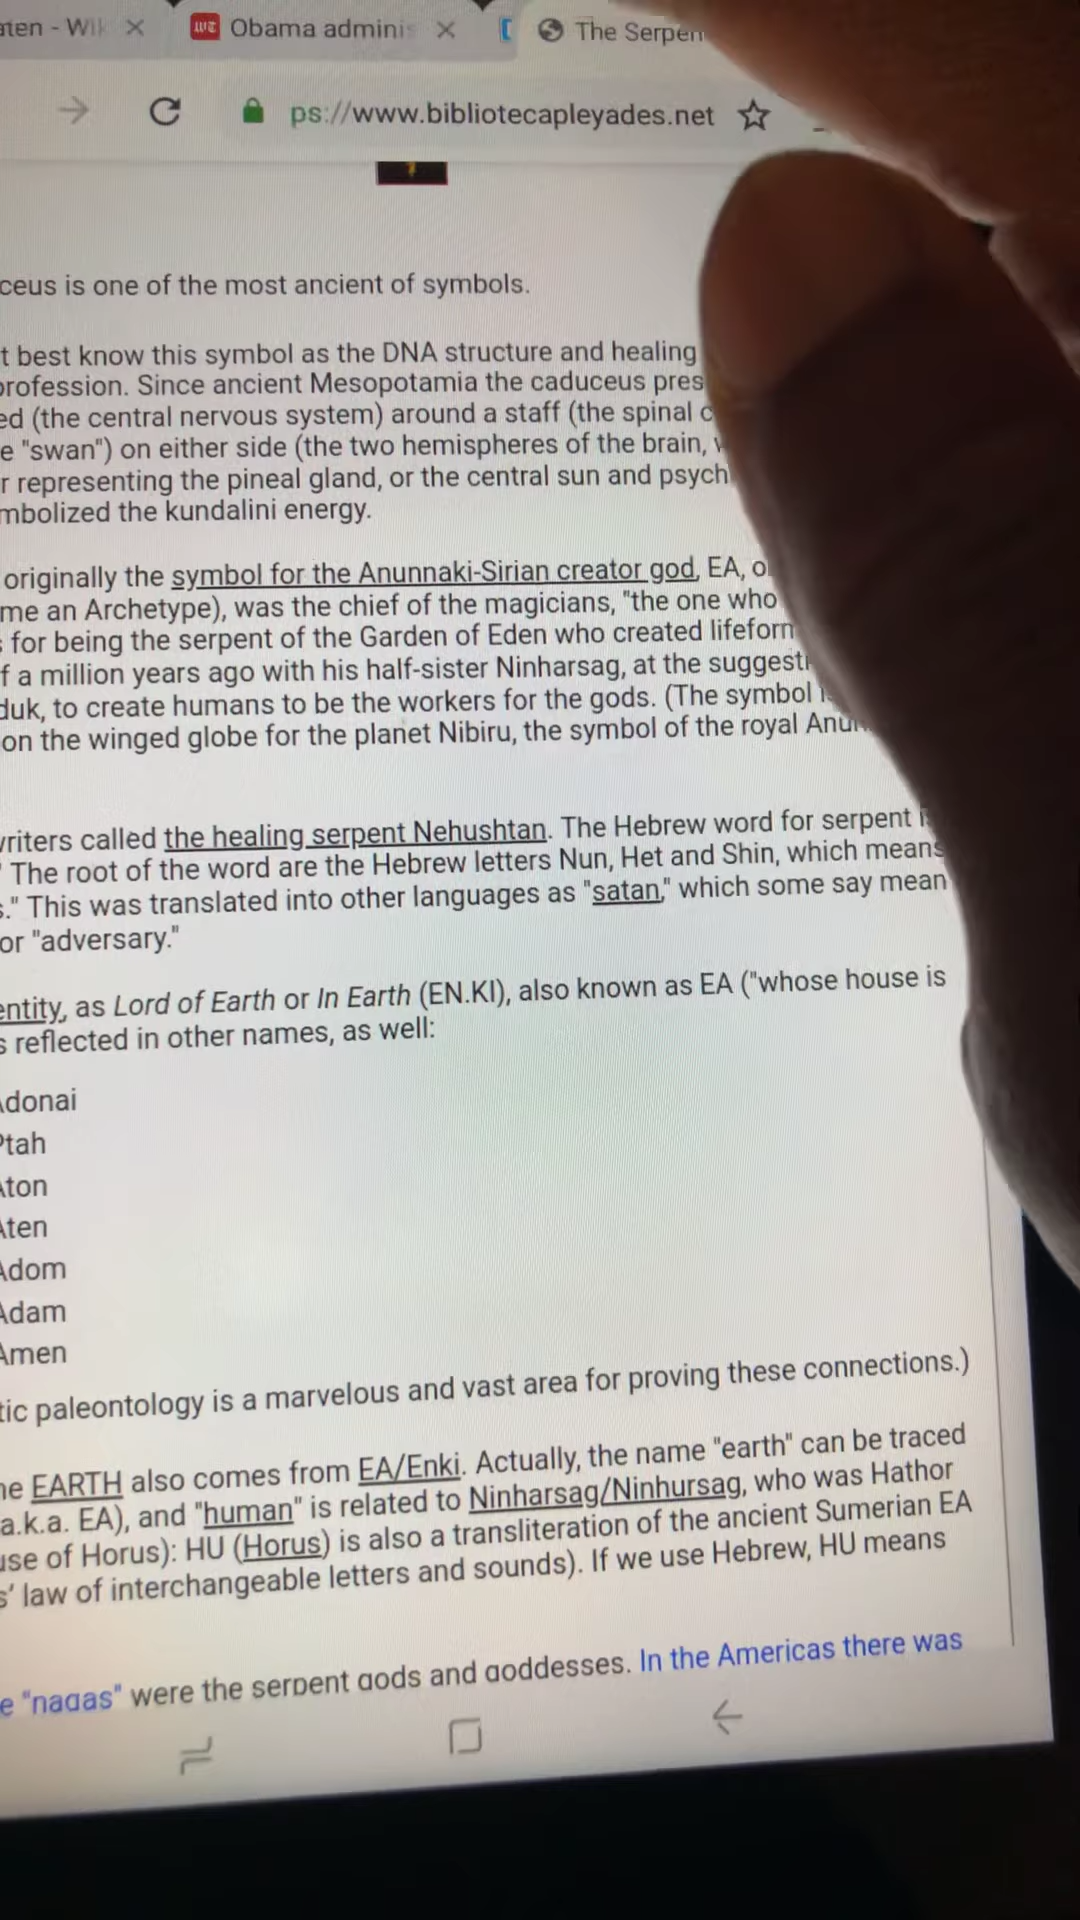 ten - Wik
Obama adminis
The Serpen
ps://www.bibliotecapleyades.net
ceus is one of the most ancient of symbols.
t best know this symbol as the DNA structure and healing
profession. Since ancient Mesopotamia the caduceus pres
ed (the central nervous system) around a staff (the spinal c
e "swan") on either side (the two hemispheres of the brain,
r representing the pineal gland, or the central sun and psych
mbolized the kundalini energy.
originally the symbol for the Anunnaki-Sirian creator god, EA, o
me an Archetype), was the chief of the magicians, "the one who
for being the serpent of the Garden of Eden who created lifeform
f a million years ago with his half-sister Ninharsag, at the suggesti
duk, to create humans to be the workers for the gods. (The symbol
on the winged globe for the planet Nibiru, the symbol of the royal Anun
writers called the healing serpent Nehushtan. The Hebrew word for serpent i
" The root of the word are the Hebrew letters Nun, Het and Shin, which means
s." This was translated into other languages as "satan," which some say mean
or "adversary."
entity, as Lord of Earth or In Earth (EN.KI), also known as EA ("whose house is
s reflected in other names, as well:
Adonai
Ptah
Aton
Aten
Adom
Adam
Amen
tic paleontology is a marvelous and vast area for proving these connections.)
ne EARTH also comes from EA/Enki. Actually, the name "earth" can be traced
a.k.a. EA), and "human" is related to Ninharsag/Ninhursag, who was Hathor
use of Horus): HU (Horus) is also a transliteration of the ancient Sumerian EA
s' law of interchangeable letters and sounds). If we use Hebrew, HU means
e "nagas" were the serpent gods and goddesses. In the Americas there was